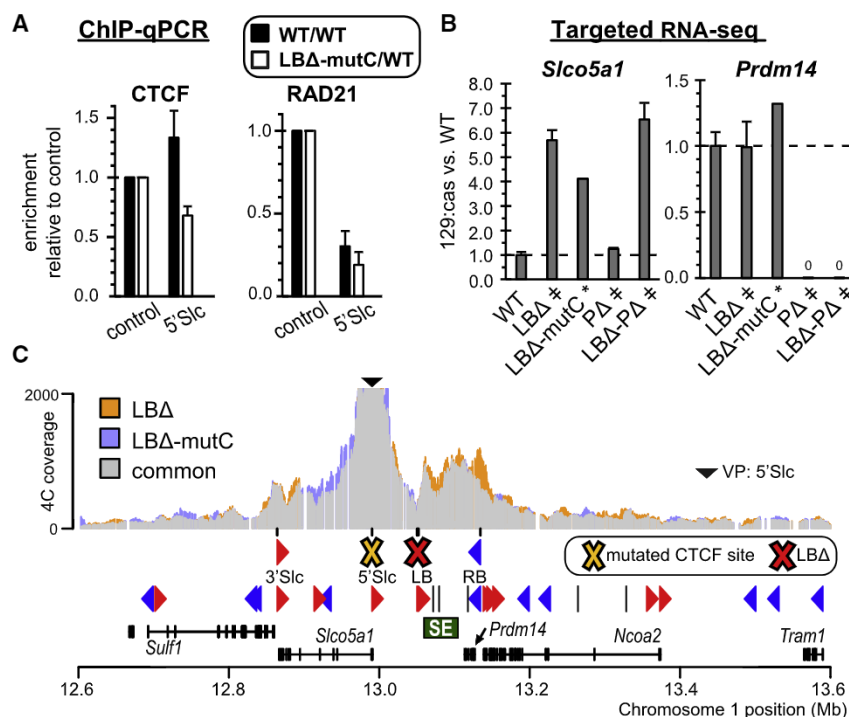 A
ChIP-qPCR
WT/WT
LBΔ-mutC/WT
CTCF
RAD21
enrichment
relative to control
1.5
1.0
0.5
0.0
control
5'Slc
1.0
0.5
0.0
control
5'Slc
B
Targeted RNA-seq
Slco5a1
Prdm14
129:cas vs. WT
8.0
7.0
6.0
5.0
4.0
3.0
2.0
1.0
0.0
WT
LBΔ ‡
LBΔ-mutC *
PΔ ‡
LBΔ-PΔ ‡
1.5
1.0
0.5
0.0
0
0
WT
LBΔ ‡
LBΔ-mutC *
PΔ ‡
LBΔ-PΔ ‡
C
4C coverage
2000
0
LBΔ
LBΔ-mutC
common
VP: 5'Slc
3'Slc
5'Slc
LB
RB
mutated CTCF site
LBΔ
SE
Sulf1
Slco5a1
Prdm14
Ncoa2
Tram1
12.6
12.8
13.0
13.2
13.4
13.6
Chromosome 1 position (Mb)